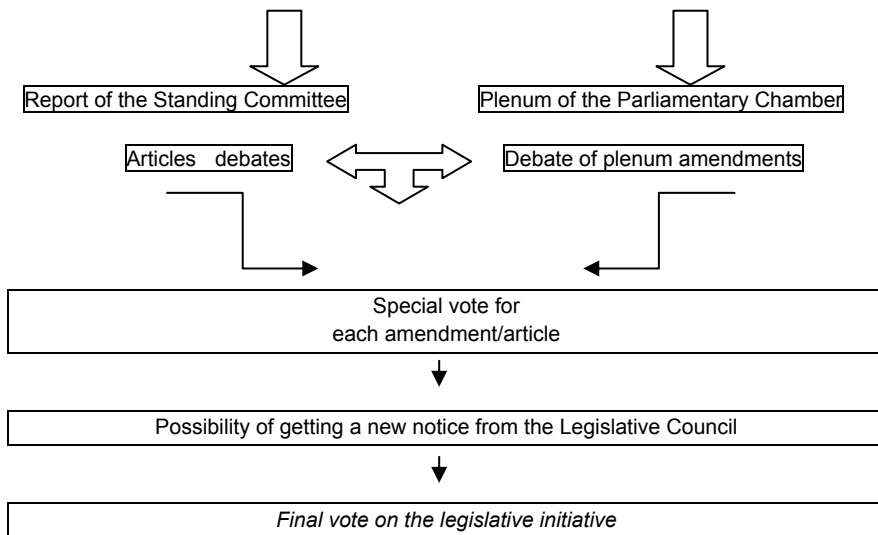 Report of the Standing Committee
Plenum of the Parliamentary Chamber
Articles debates
Debate of plenum amendments
Special vote for
each amendment/article
Possibility of getting a new notice from the Legislative Council
Final vote on the legislative initiative